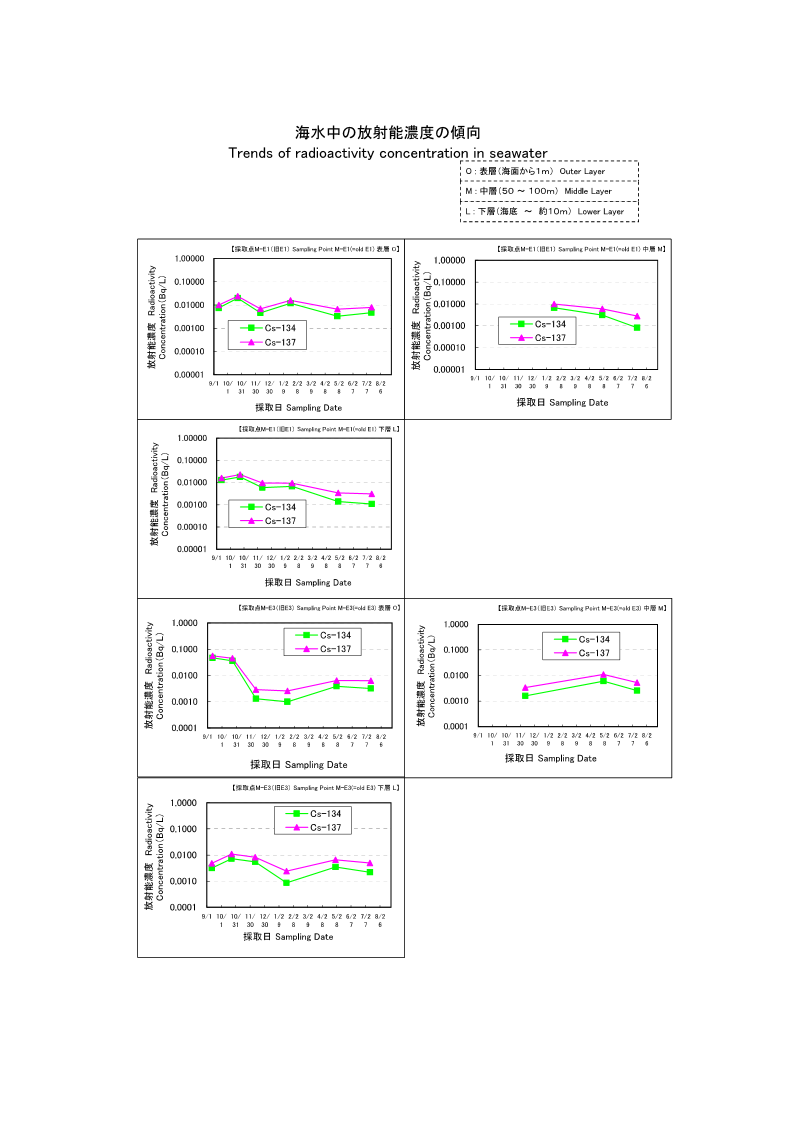 海水中の放射能濃度の傾向
Trends of radioactivity concentration in seawater
O : 表層(海面から1m) Outer Layer
M : 中層(50 ～ 100m) Middle Layer
L : 下層(海底 ～ 約10m) Lower Layer
【採取点M-E1(旧E1) Sampling Point M-E1(=old E1) 表層 O】
放射能濃度 Radioactivity
Concentration(Bq/L)
1.00000
0.10000
0.01000
0.00100
0.00010
0.00001
Cs-134
Cs-137
9/1 10/1 10/31 11/30 12/30 1/29 2/28 3/29 4/28 5/28 6/27 7/27 8/26
採取日 Sampling Date
【採取点M-E1(旧E1) Sampling Point M-E1(=old E1) 中層 M】
放射能濃度 Radioactivity
Concentration(Bq/L)
1.00000
0.10000
0.01000
0.00100
0.00010
0.00001
Cs-134
Cs-137
9/1 10/1 10/31 11/30 12/30 1/29 2/28 3/29 4/28 5/28 6/27 7/27 8/26
採取日 Sampling Date
【採取点M-E1(旧E1) Sampling Point M-E1(=old E1) 下層 L】
放射能濃度 Radioactivity
Concentration(Bq/L)
1.00000
0.10000
0.01000
0.00100
0.00010
0.00001
Cs-134
Cs-137
9/1 10/1 10/31 11/30 12/30 1/29 2/28 3/29 4/28 5/28 6/27 7/27 8/26
採取日 Sampling Date
【採取点M-E3(旧E3) Sampling Point M-E3(=old E3) 表層 O】
放射能濃度 Radioactivity
Concentration(Bq/L)
1.0000
0.1000
0.0100
0.0010
0.0001
Cs-134
Cs-137
9/1 10/1 10/31 11/30 12/30 1/29 2/28 3/29 4/28 5/28 6/27 7/27 8/26
採取日 Sampling Date
【採取点M-E3(旧E3) Sampling Point M-E3(=old E3) 中層 M】
放射能濃度 Radioactivity
Concentration(Bq/L)
1.0000
0.1000
0.0100
0.0010
0.0001
Cs-134
Cs-137
9/1 10/1 10/31 11/30 12/30 1/29 2/28 3/29 4/28 5/28 6/27 7/27 8/26
採取日 Sampling Date
【採取点M-E3(旧E3) Sampling Point M-E3(=old E3) 下層 L】
放射能濃度 Radioactivity
Concentration(Bq/L)
1.0000
0.1000
0.0100
0.0010
0.0001
Cs-134
Cs-137
9/1 10/1 10/31 11/30 12/30 1/29 2/28 3/29 4/28 5/28 6/27 7/27 8/26
採取日 Sampling Date